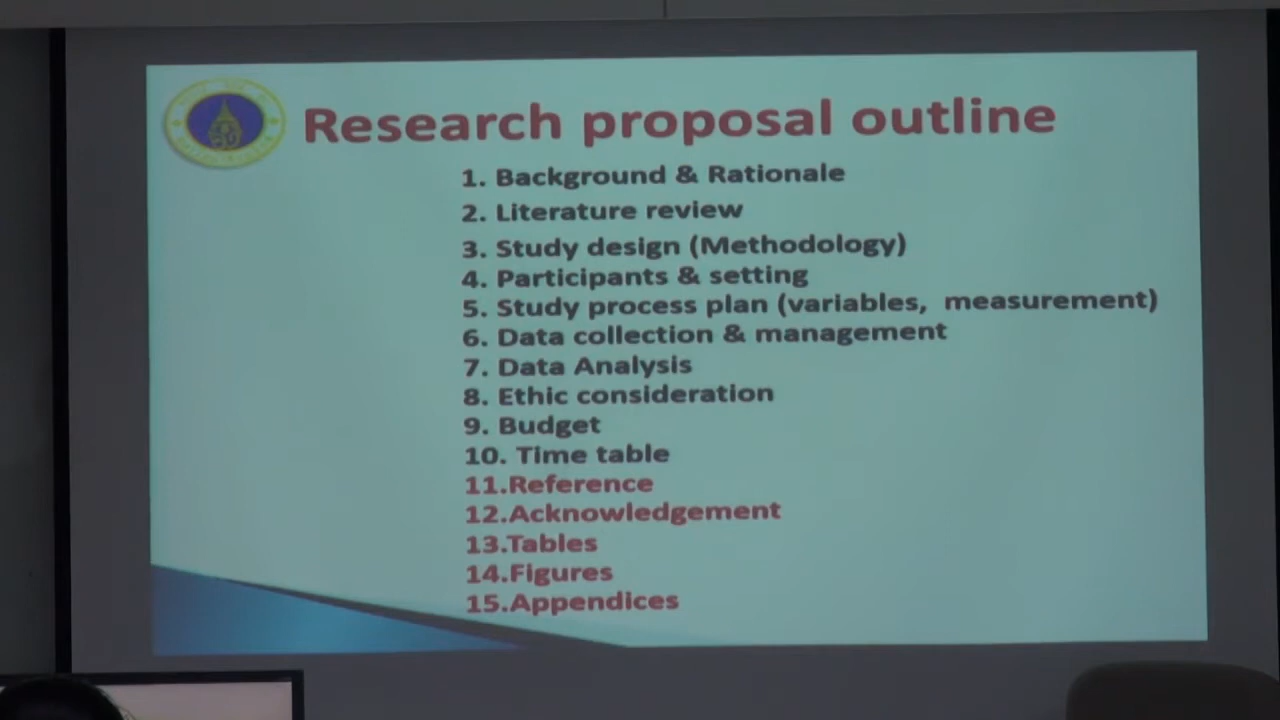 Research proposal outline
1. Background & Rationale
2. Literature review
3. Study design (Methodology)
4. Participants & setting
5. Study process plan (variables, measurement)
6. Data collection & management
7. Data Analysis
8. Ethic consideration
9. Budget
10. Time table
11.Reference
12.Acknowledgement
13.Tables
14.Figures
15.Appendices